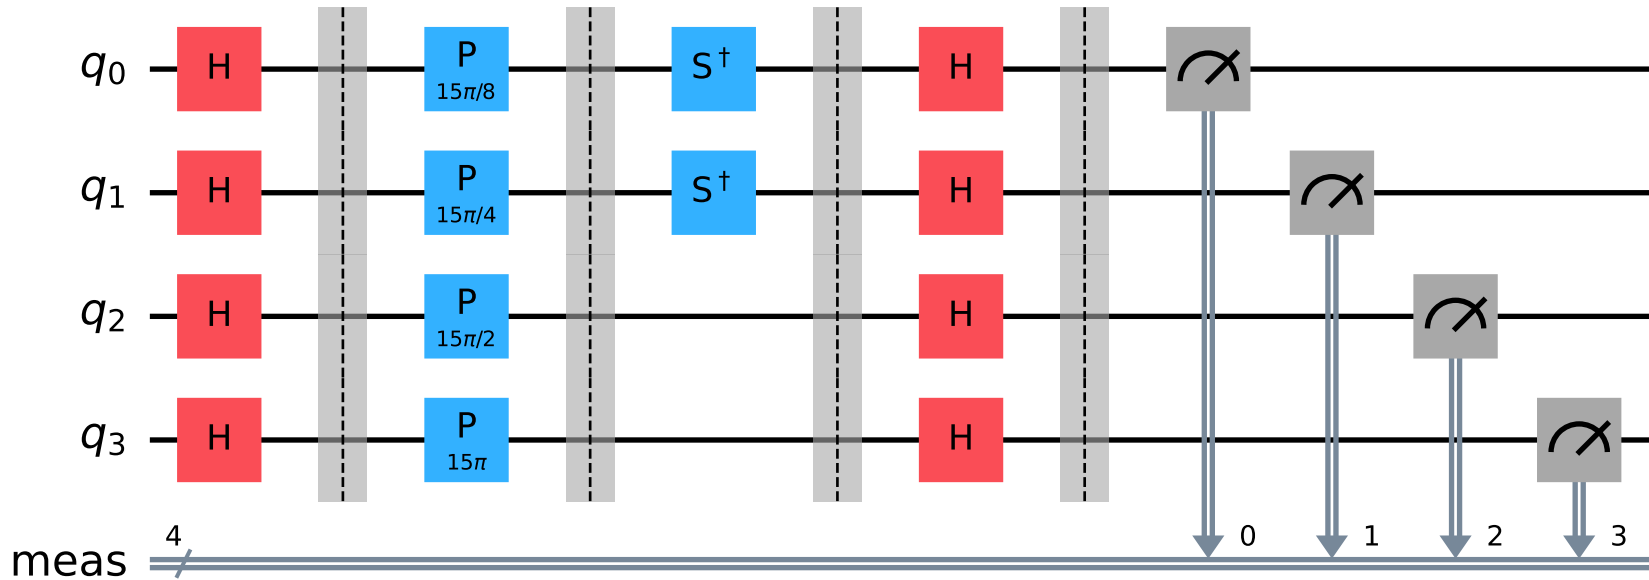 q0 H P 15π/8 S† H
q1 H P 15π/4 S† H
q2 H P 15π/2 H
q3 H P 15π H
meas 4 0 1 2 3